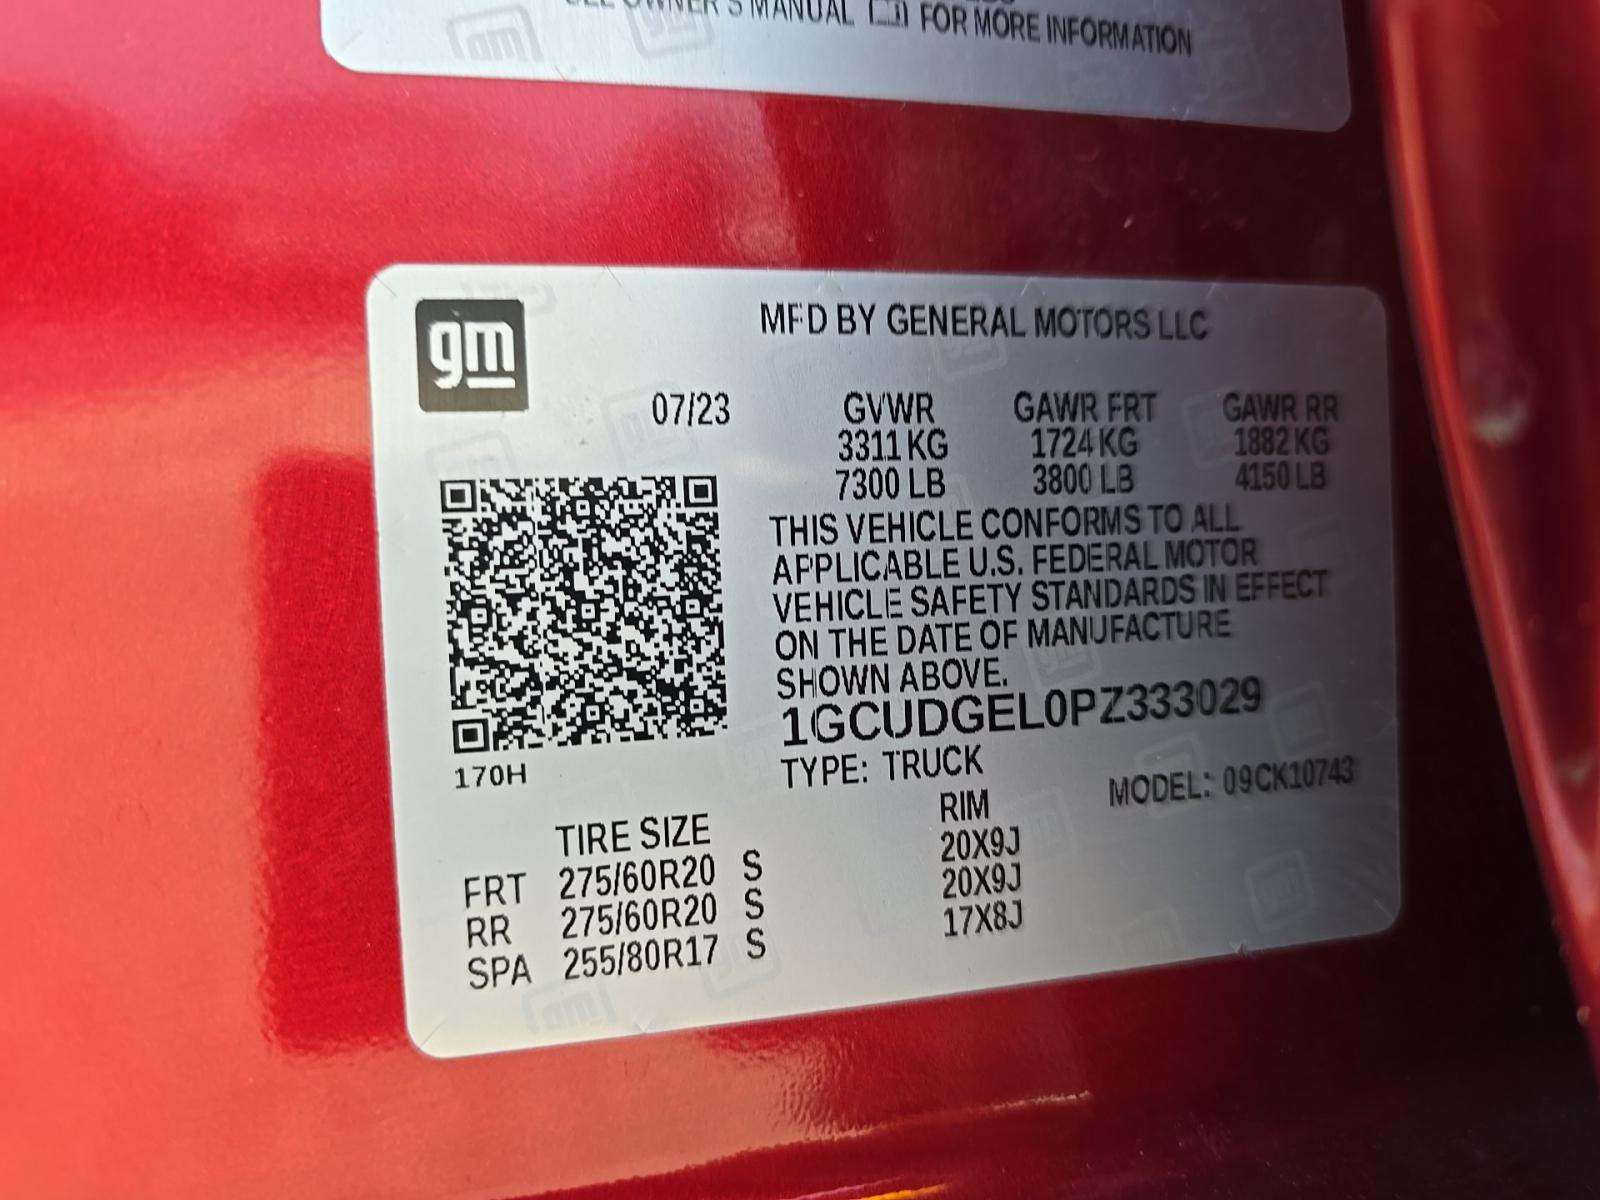 OWNER'S MANUAL FOR MORE INFORMATION
gm
MFD BY GENERAL MOTORS LLC
07/23 GVWR GAWR FRT GAWR RR
3311 KG 1724 KG 1882 KG
7300 LB 3800 LB 4150 LB
THIS VEHICLE CONFORMS TO ALL
APPLICABLE U.S. FEDERAL MOTOR
VEHICLE SAFETY STANDARDS IN EFFECT
ON THE DATE OF MANUFACTURE
SHOWN ABOVE.
1GCUDGEL0PZ333029
170H
TYPE: TRUCK MODEL: 09CK10743
TIRE SIZE RIM
FRT 275/60R20 S 20X9J
RR 275/60R20 S 20X9J
SPA 255/80R17 S 17X8J